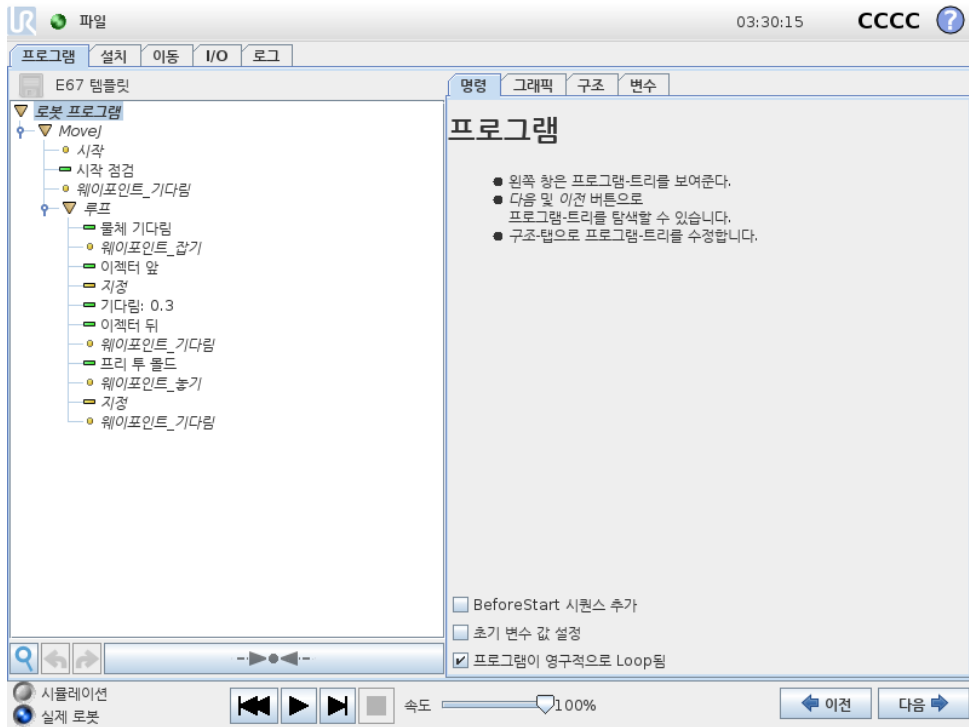 UR 파일 03:30:15 CCCC ?
프로그램 설치 이동 I/O 로그
E67 템플릿
명령 그래픽 구조 변수
로봇 프로그램
MoveJ
시작
시작 점검
웨이포인트_기다림
루프
물체 기다림
웨이포인트_잡기
이젝터 앞
지정
기다림: 0.3
이젝터 뒤
웨이포인트_기다림
프리 투 몰드
웨이포인트_놓기
지정
웨이포인트_기다림
프로그램
왼쪽 창은 프로그램-트리를 보여준다.
다음 및 이전 버튼으로
프로그램-트리를 탐색할 수 있습니다.
구조-탭으로 프로그램-트리를 수정합니다.
BeforeStart 시퀀스 추가
초기 변수 값 설정
프로그램이 영구적으로 Loop됨
시뮬레이션
실제 로봇
속도 100%
이전 다음